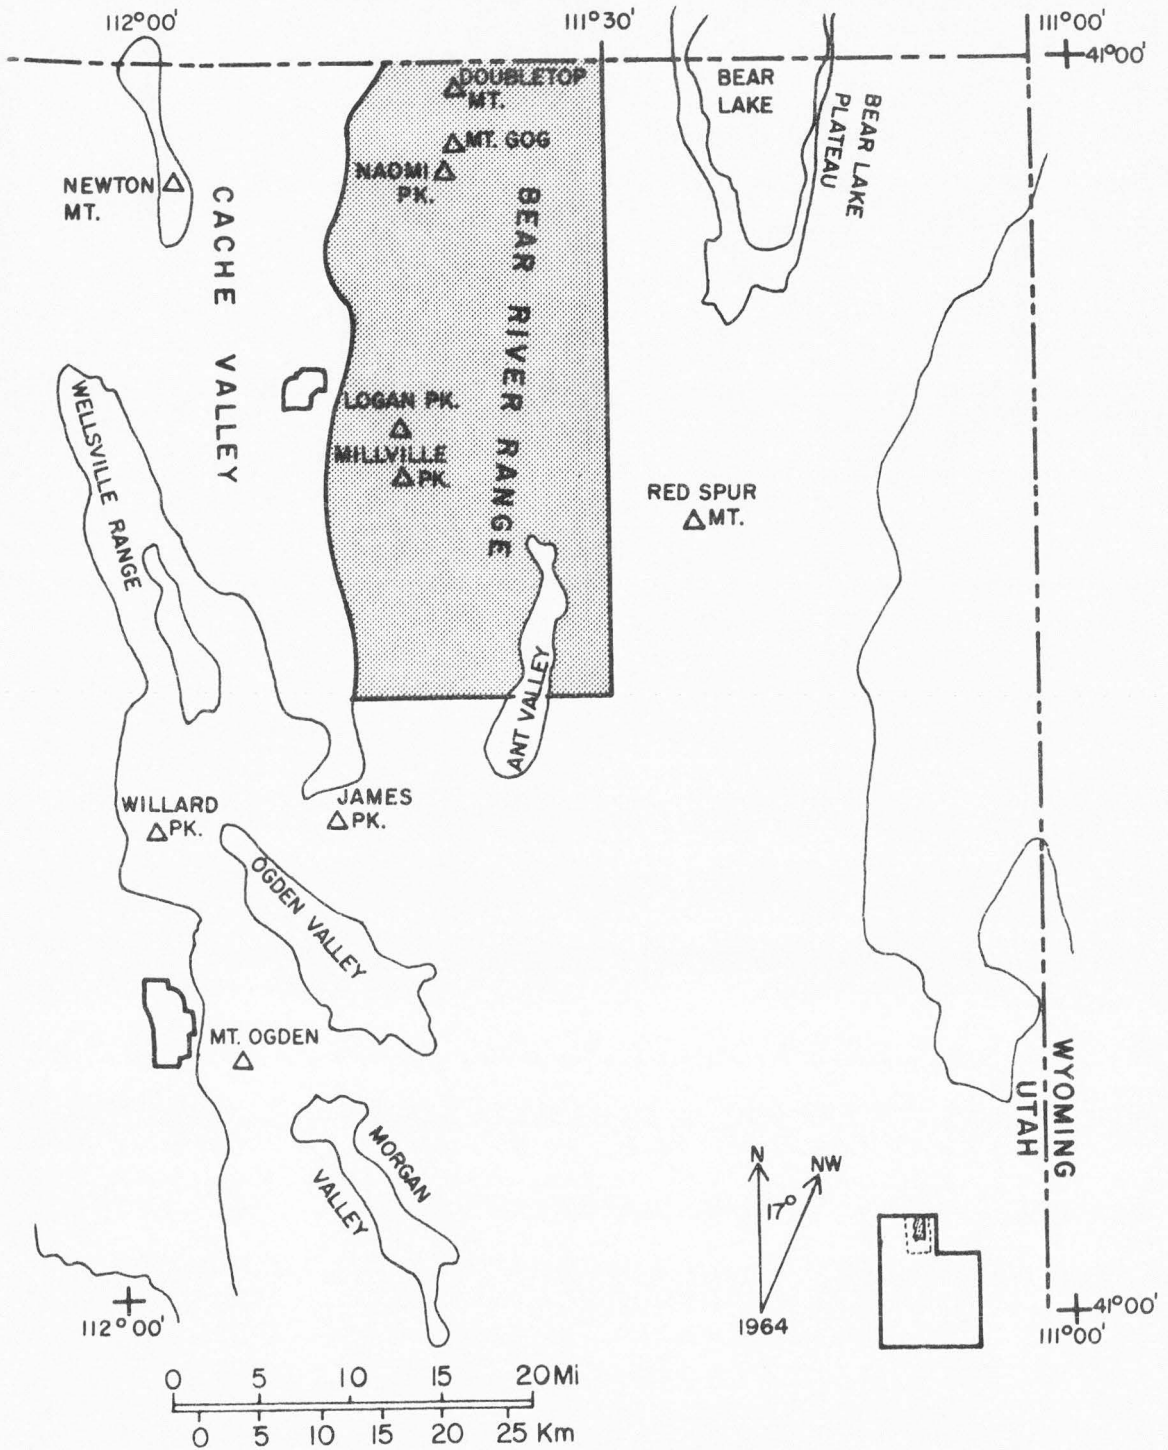 112°00'
111°30'
111°00'
41°00'
DOUBLETOP
MT.
BEAR
LAKE
BEAR LAKE
PLATEAU
MT. GOG
NAOMI
PK.
NEWTON
MT.
CACHE VALLEY
BEAR RIVER RANGE
WELLSVILLE RANGE
LOGAN PK.
MILLVILLE
PK.
RED SPUR
MT.
ANT VALLEY
WILLARD
PK.
JAMES
PK.
OGDEN VALLEY
MT. OGDEN
MORGAN
VALLEY
WYOMING
UTAH
N
NW
17°
1964
112°00'
41°00'
111°00'
0 5 10 15 20 Mi
0 5 10 15 20 25 Km